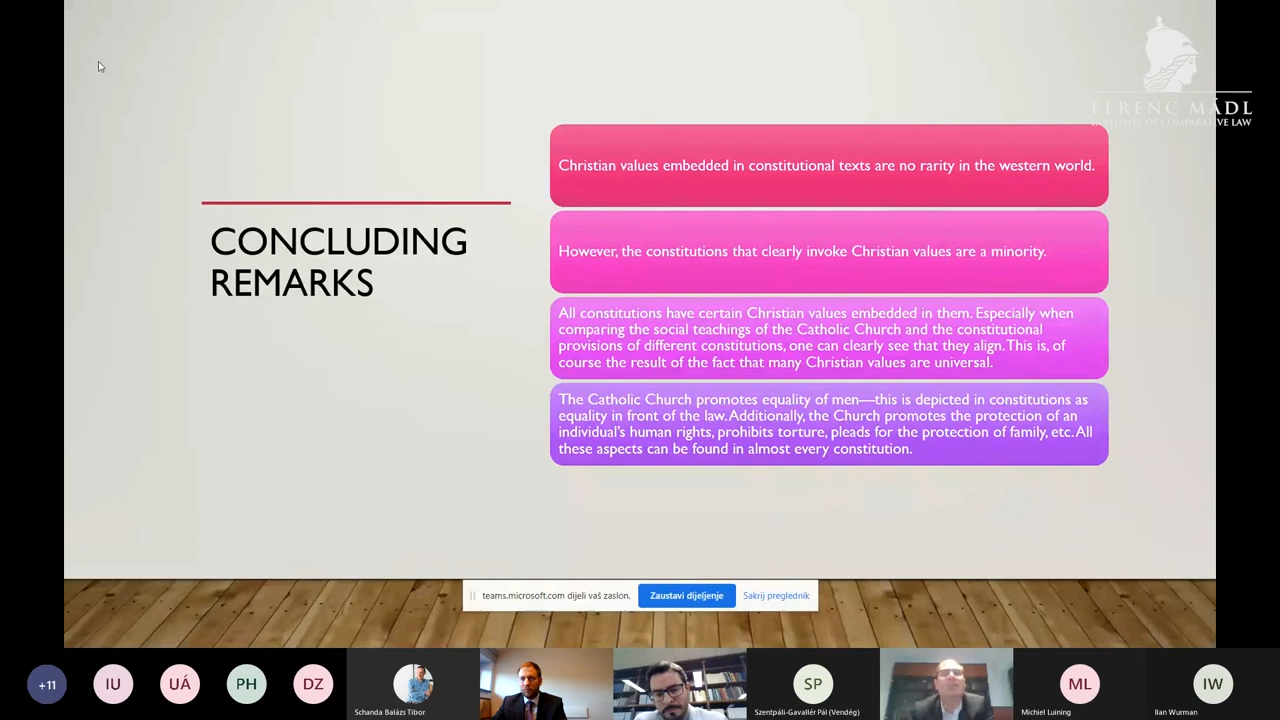 FERENC MÁDL
INSTITUTE OF COMPARATIVE LAW
CONCLUDING
REMARKS
Christian values embedded in constitutional texts are no rarity in the western world.
However, the constitutions that clearly invoke Christian values are a minority.
All constitutions have certain Christian values embedded in them. Especially when
comparing the social teachings of the Catholic Church and the constitutional
provisions of different constitutions, one can clearly see that they align. This is, of
course the result of the fact that many Christian values are universal.
The Catholic Church promotes equality of men—this is depicted in constitutions as
equality in front of the law. Additionally, the Church promotes the protection of an
individual's human rights, prohibits torture, pleads for the protection of family, etc. All
these aspects can be found in almost every constitution.
teams.microsoft.com dijeli vaš zaslon.
Zaustavi dijeljenje
Sakrij preglednik
+11
IU
UÁ
PH
DZ
Schanda Balázs Tibor
SP
Szentpáli-Gavallér Pál (Vendég)
ML
Michiel Luining
IW
Ilan Wurman